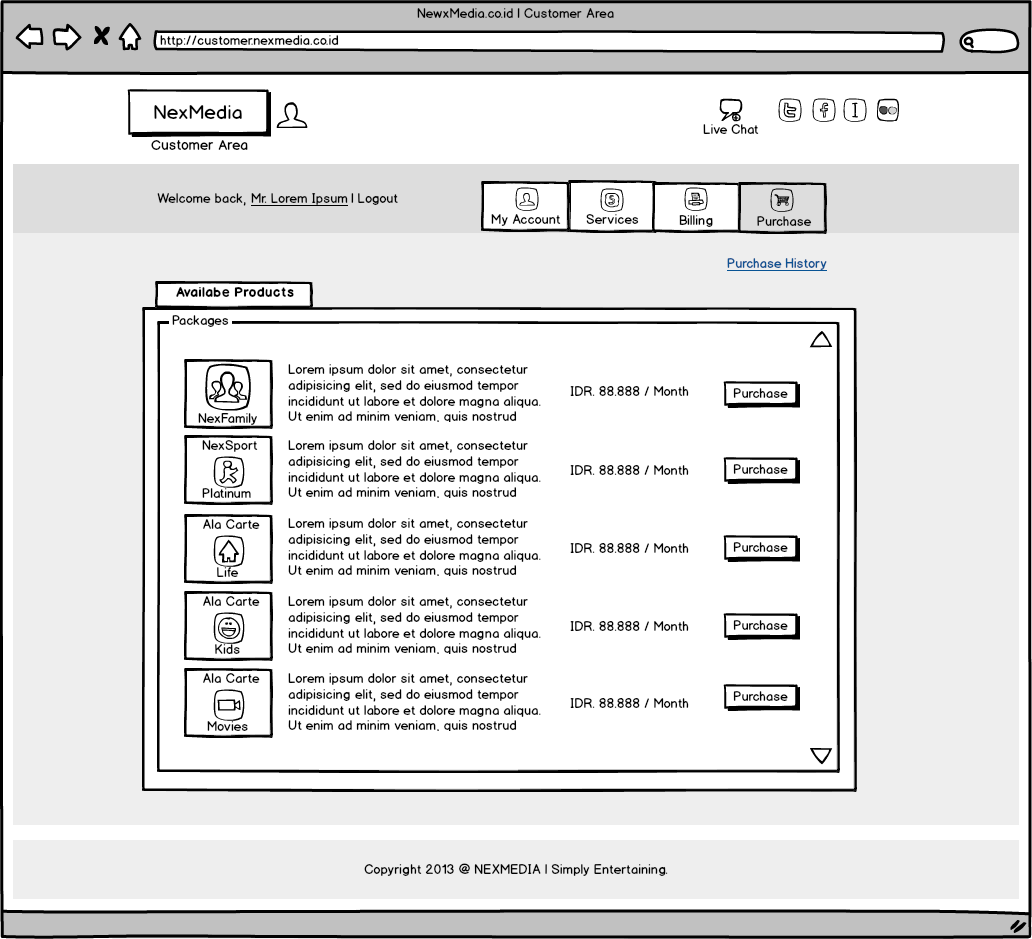 NewxMedia.co.id | Customer Area
http://customer.nexmedia.co.id
NexMedia
Customer Area
Live Chat
Welcome back, Mr. Lorem Ipsum | Logout
My Account
Services
Billing
Purchase
Purchase History
Availabe Products
Packages
NexFamily
Lorem ipsum dolor sit amet, consectetur
adipisicing elit, sed do eiusmod tempor
incididunt ut labore et dolore magna aliqua.
Ut enim ad minim veniam, quis nostrud
IDR. 88.888 / Month
Purchase
NexSport
Platinum
Lorem ipsum dolor sit amet, consectetur
adipisicing elit, sed do eiusmod tempor
incididunt ut labore et dolore magna aliqua.
Ut enim ad minim veniam, quis nostrud
IDR. 88.888 / Month
Purchase
Ala Carte
Life
Lorem ipsum dolor sit amet, consectetur
adipisicing elit, sed do eiusmod tempor
incididunt ut labore et dolore magna aliqua.
Ut enim ad minim veniam, quis nostrud
IDR. 88.888 / Month
Purchase
Ala Carte
Kids
Lorem ipsum dolor sit amet, consectetur
adipisicing elit, sed do eiusmod tempor
incididunt ut labore et dolore magna aliqua.
Ut enim ad minim veniam, quis nostrud
IDR. 88.888 / Month
Purchase
Ala Carte
Movies
Lorem ipsum dolor sit amet, consectetur
adipisicing elit, sed do eiusmod tempor
incididunt ut labore et dolore magna aliqua.
Ut enim ad minim veniam, quis nostrud
IDR. 88.888 / Month
Purchase
Copyright 2013 @ NEXMEDIA | Simply Entertaining.